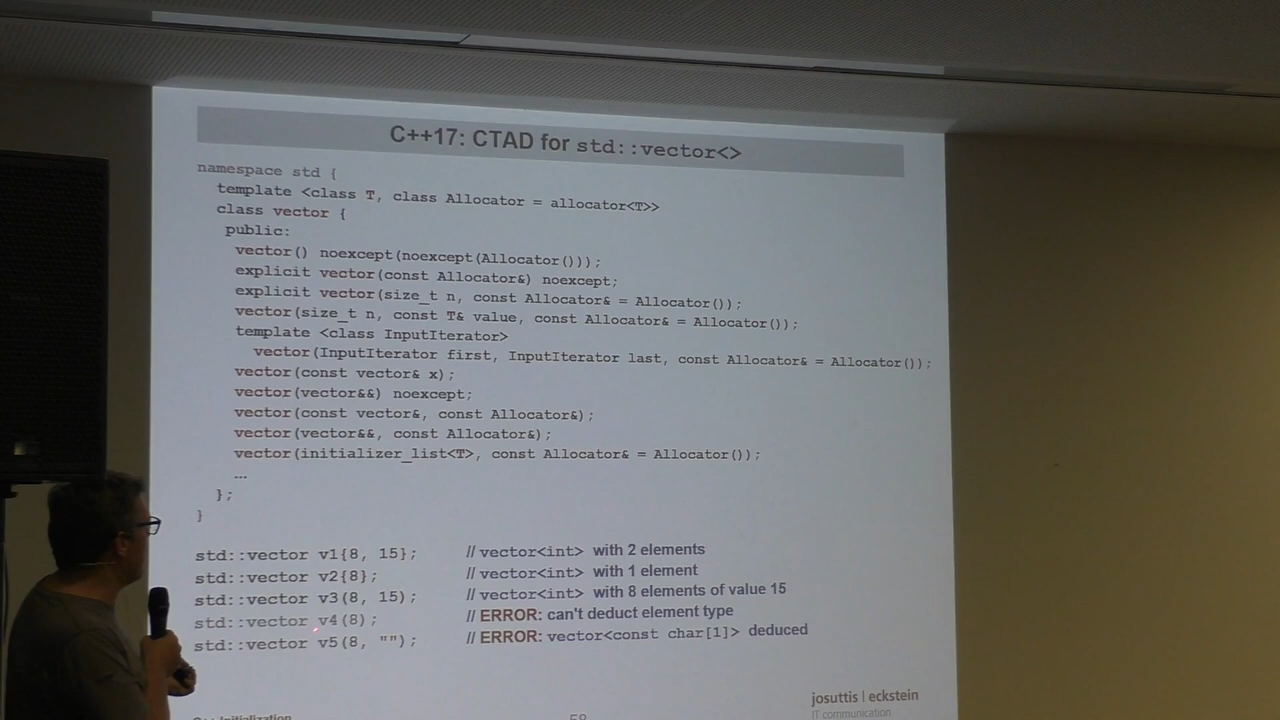 C++17: CTAD for std::vector<>
namespace std {
template <class T, class Allocator = allocator<T>>
class vector {
public:
vector() noexcept(noexcept(Allocator()));
explicit vector(const Allocator&) noexcept;
explicit vector(size_t n, const Allocator& = Allocator());
vector(size_t n, const T& value, const Allocator& = Allocator());
template <class InputIterator>
vector(InputIterator first, InputIterator last, const Allocator& = Allocator());
vector(const vector& x);
vector(vector&&) noexcept;
vector(const vector&, const Allocator&);
vector(vector&&, const Allocator&);
vector(initializer_list<T>, const Allocator& = Allocator());
...
};
}
std::vector v1{8, 15}; // vector<int> with 2 elements
std::vector v2{8}; // vector<int> with 1 element
std::vector v3(8, 15); // vector<int> with 8 elements of value 15
std::vector v4(8); // ERROR: can't deduct element type
std::vector v5(8, ""); // ERROR: vector<const char[1]> deduced
josuttis | eckstein
IT communication
C++ Initialization